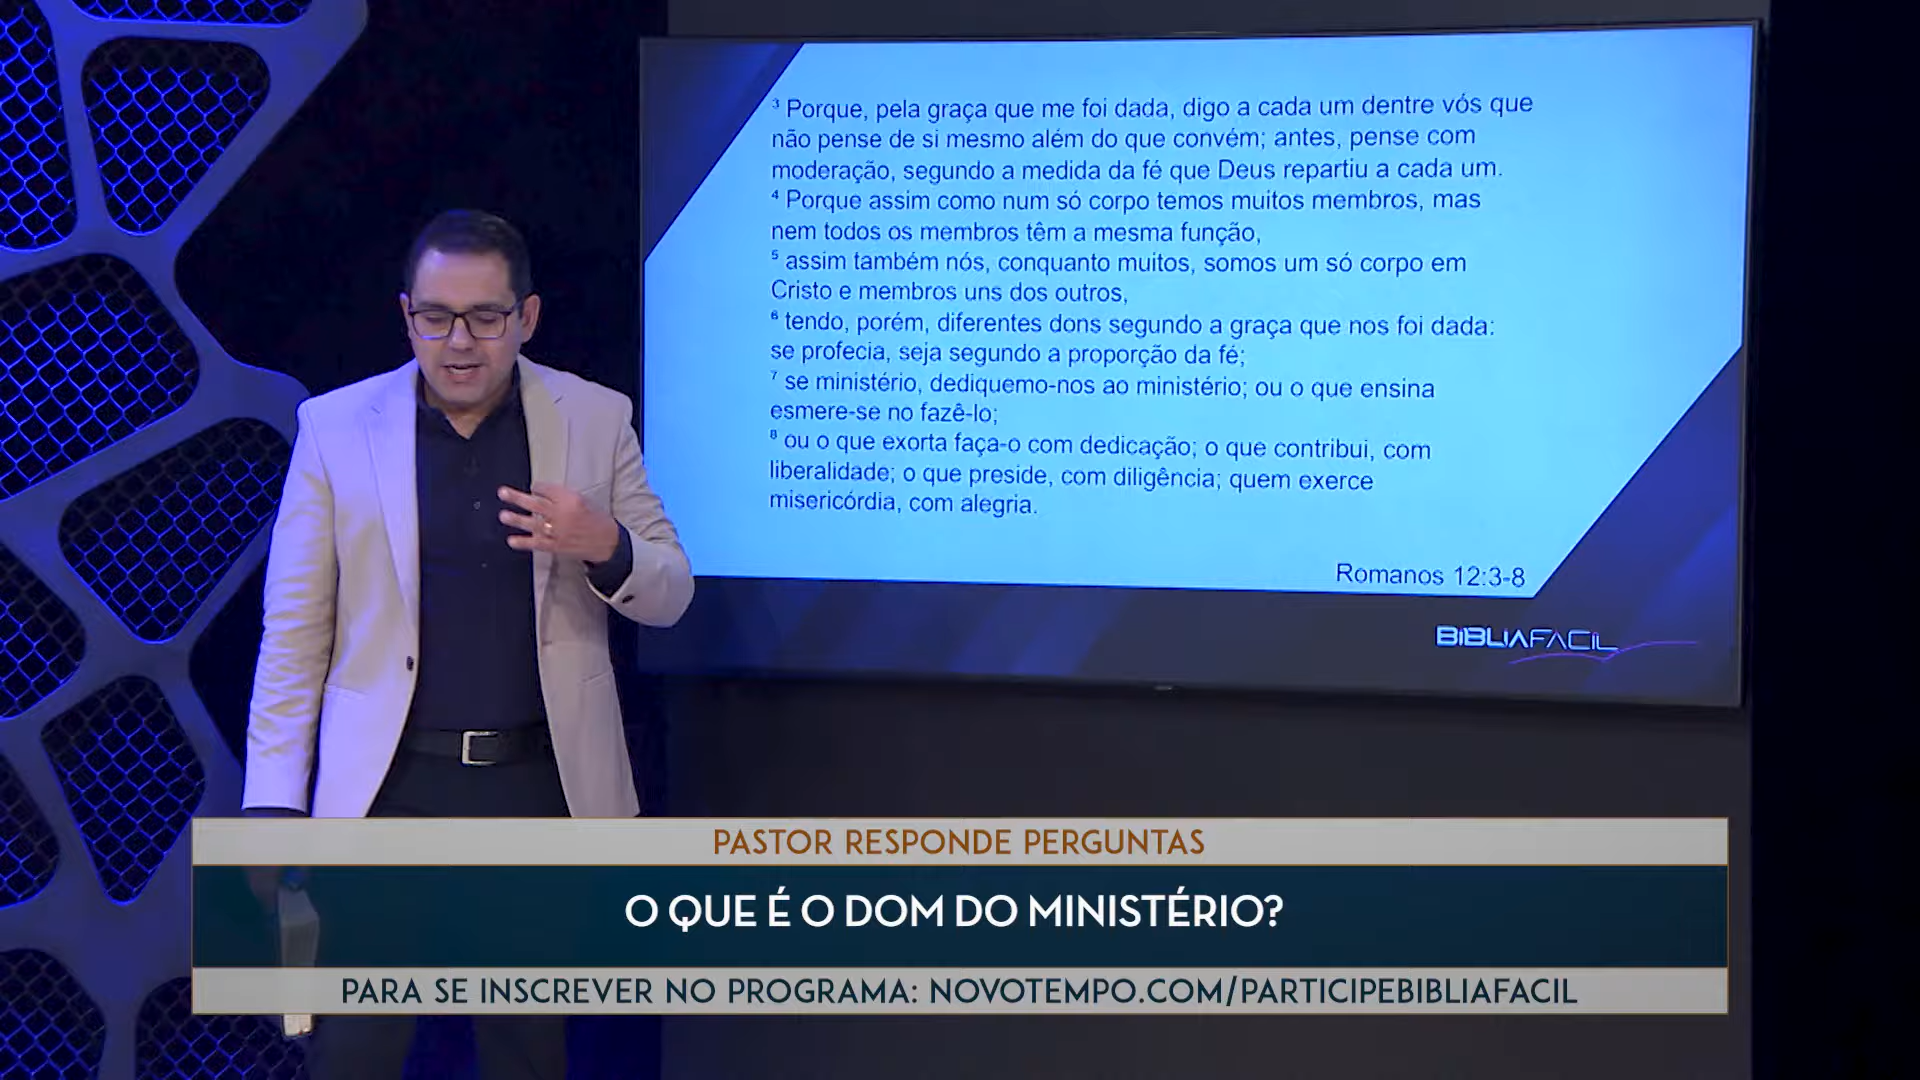 ³ Porque, pela graça que me foi dada, digo a cada um dentre vós que
não pense de si mesmo além do que convém; antes, pense com
moderação, segundo a medida da fé que Deus repartiu a cada um.
⁴ Porque assim como num só corpo temos muitos membros, mas
nem todos os membros têm a mesma função,
⁵ assim também nós, conquanto muitos, somos um só corpo em
Cristo e membros uns dos outros,
⁶ tendo, porém, diferentes dons segundo a graça que nos foi dada:
se profecia, seja segundo a proporção da fé;
⁷ se ministério, dediquemo-nos ao ministério; ou o que ensina
esmere-se no fazê-lo;
⁸ ou o que exorta faça-o com dedicação; o que contribui, com
liberalidade; o que preside, com diligência; quem exerce
misericórdia, com alegria.
Romanos 12:3-8
BIBLIAFACIL
PASTOR RESPONDE PERGUNTAS
O QUE É O DOM DO MINISTÉRIO?
PARA SE INSCREVER NO PROGRAMA: NOVOTEMPO.COM/PARTICIPEBIBLIAFACIL